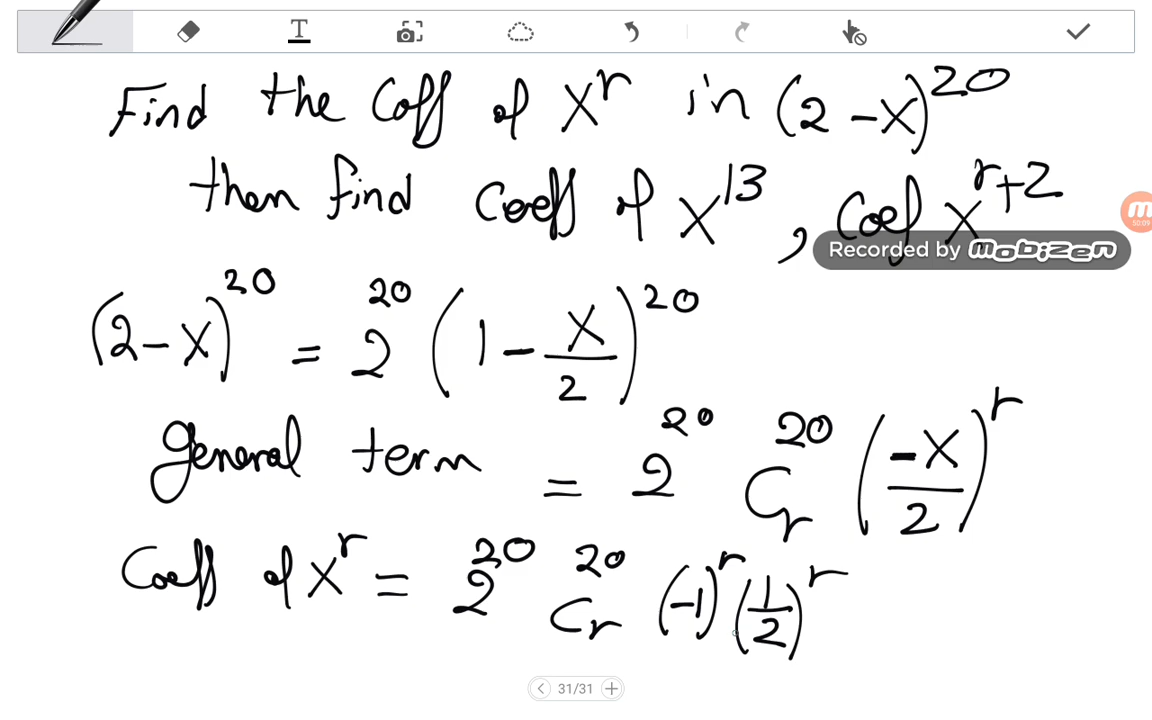 T
Find the Coff of x^r in (2 - x)^20
then find Coeff of x^13 , Coef x^r+2
Recorded by mobizen
00:09
(2 - x)^20 = 2^20 (1 - x/2)^20
general term = 2^20 20Cr (-x/2)^r
Coeff of x^r = 2^20 20Cr (-1)^r (1/2)^r
31/31